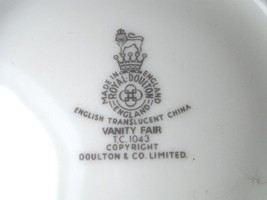 MADE IN ENGLAND
ROYAL DOULTON
ENGLAND
ENGLISH TRANSLUCENT CHINA
VANITY FAIR
T.C. 1043
COPYRIGHT
DOULTON & CO. LIMITED.